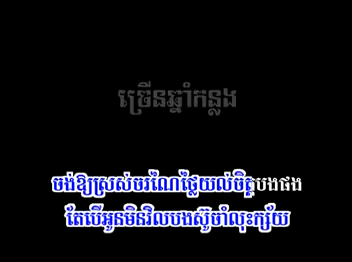 ច្រើនឆ្នាំកន្លង
ចង់ឱ្យស្រស់ចរណៃថ្លៃយល់ចិត្តបងផង
តែបើអូនមិនវិលបងស៊ូចាំលុះក្ស័យ